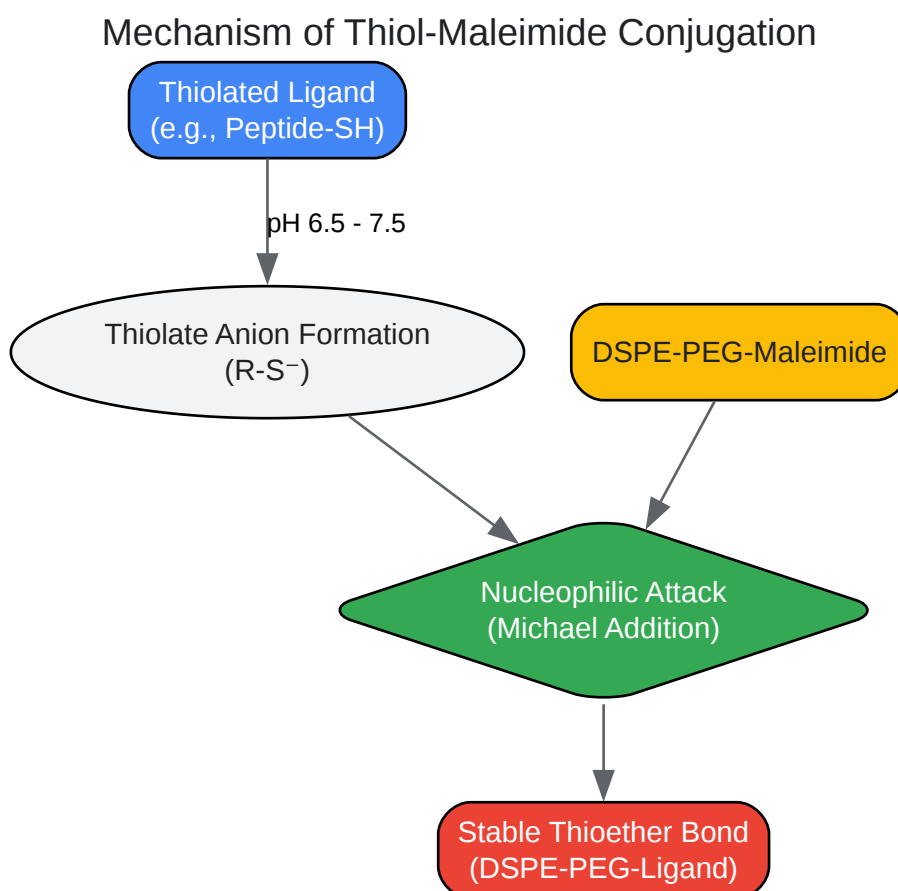 Mechanism of Thiol-Maleimide Conjugation
Thiolated Ligand
(e.g., Peptide-SH)
pH 6.5 - 7.5
Thiolate Anion Formation
(R-S⁻)
DSPE-PEG-Maleimide
Nucleophilic Attack
(Michael Addition)
Stable Thioether Bond
(DSPE-PEG-Ligand)